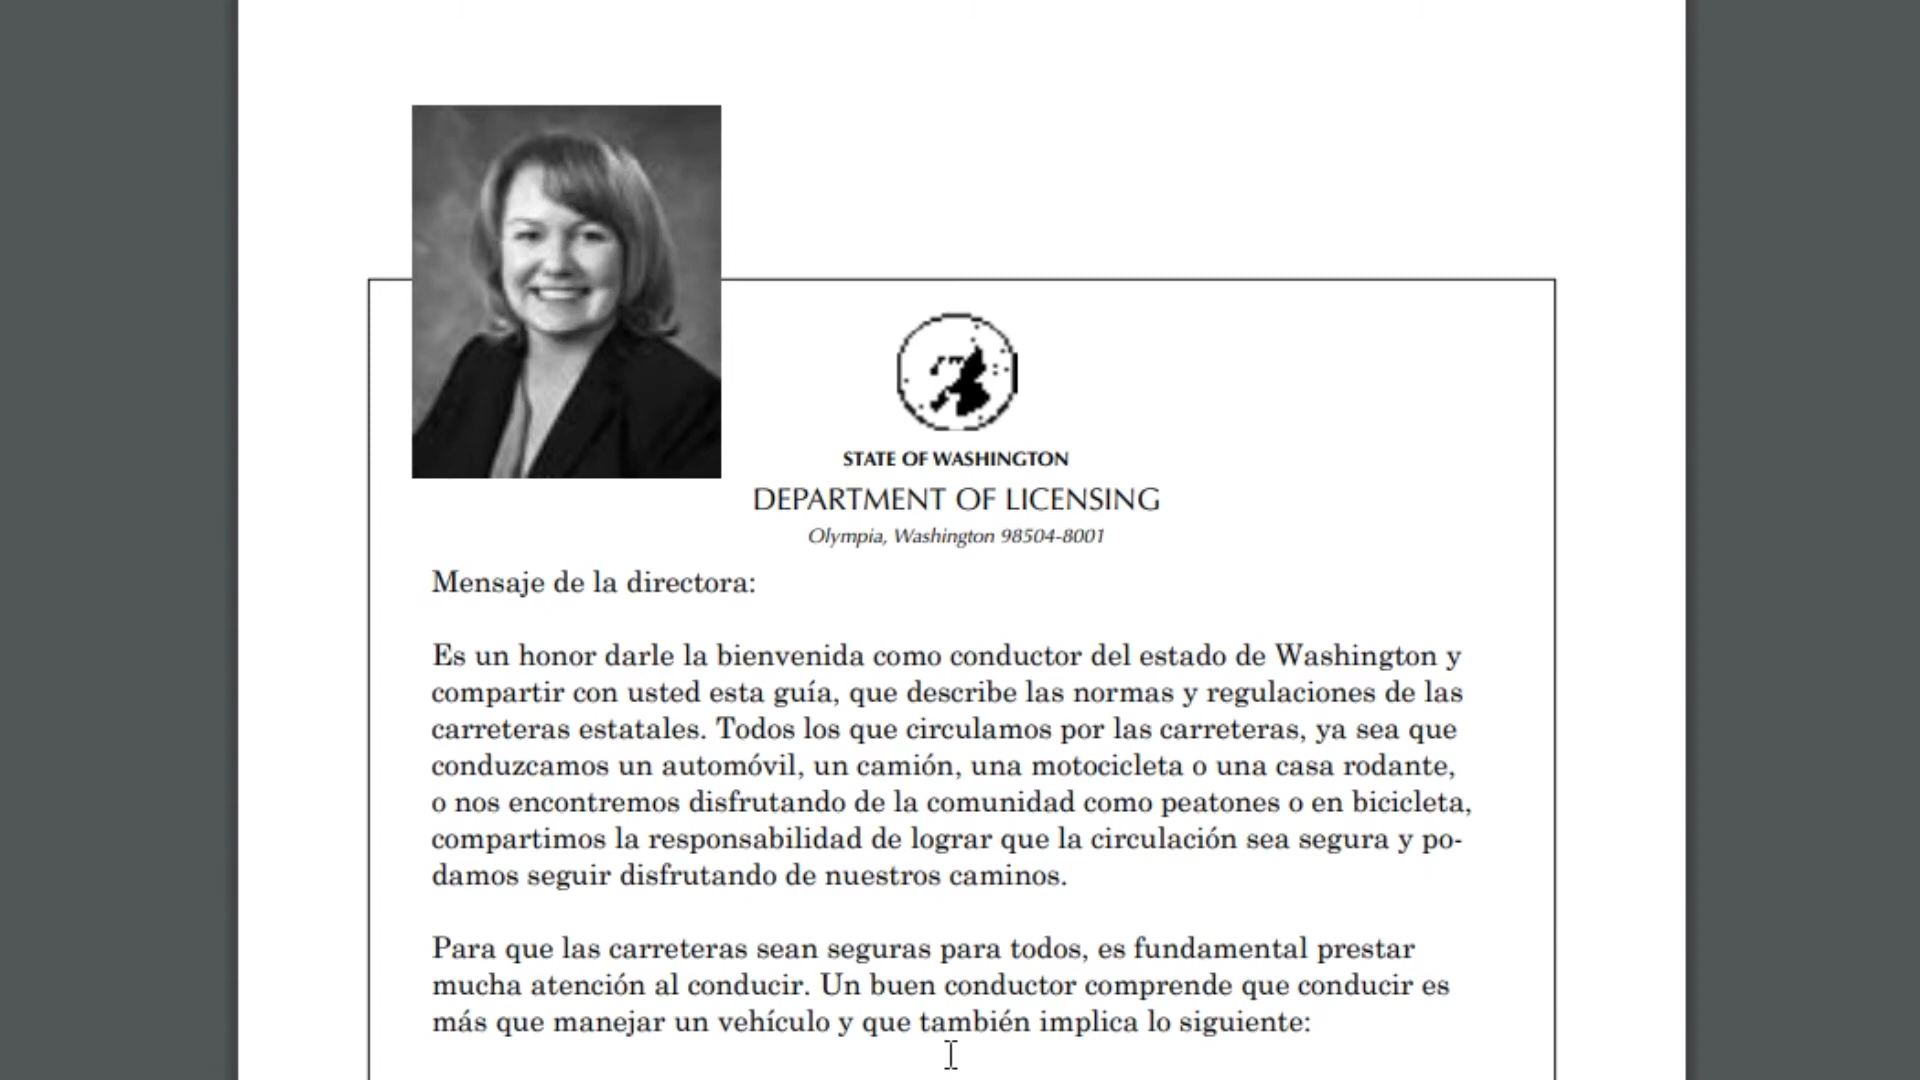 STATE OF WASHINGTON
DEPARTMENT OF LICENSING
Olympia, Washington 98504-8001
Mensaje de la directora:
Es un honor darle la bienvenida como conductor del estado de Washington y
compartir con usted esta guía, que describe las normas y regulaciones de las
carreteras estatales. Todos los que circulamos por las carreteras, ya sea que
conduzcamos un automóvil, un camión, una motocicleta o una casa rodante,
o nos encontremos disfrutando de la comunidad como peatones o en bicicleta,
compartimos la responsabilidad de lograr que la circulación sea segura y po-
damos seguir disfrutando de nuestros caminos.
Para que las carreteras sean seguras para todos, es fundamental prestar
mucha atención al conducir. Un buen conductor comprende que conducir es
más que manejar un vehículo y que también implica lo siguiente: